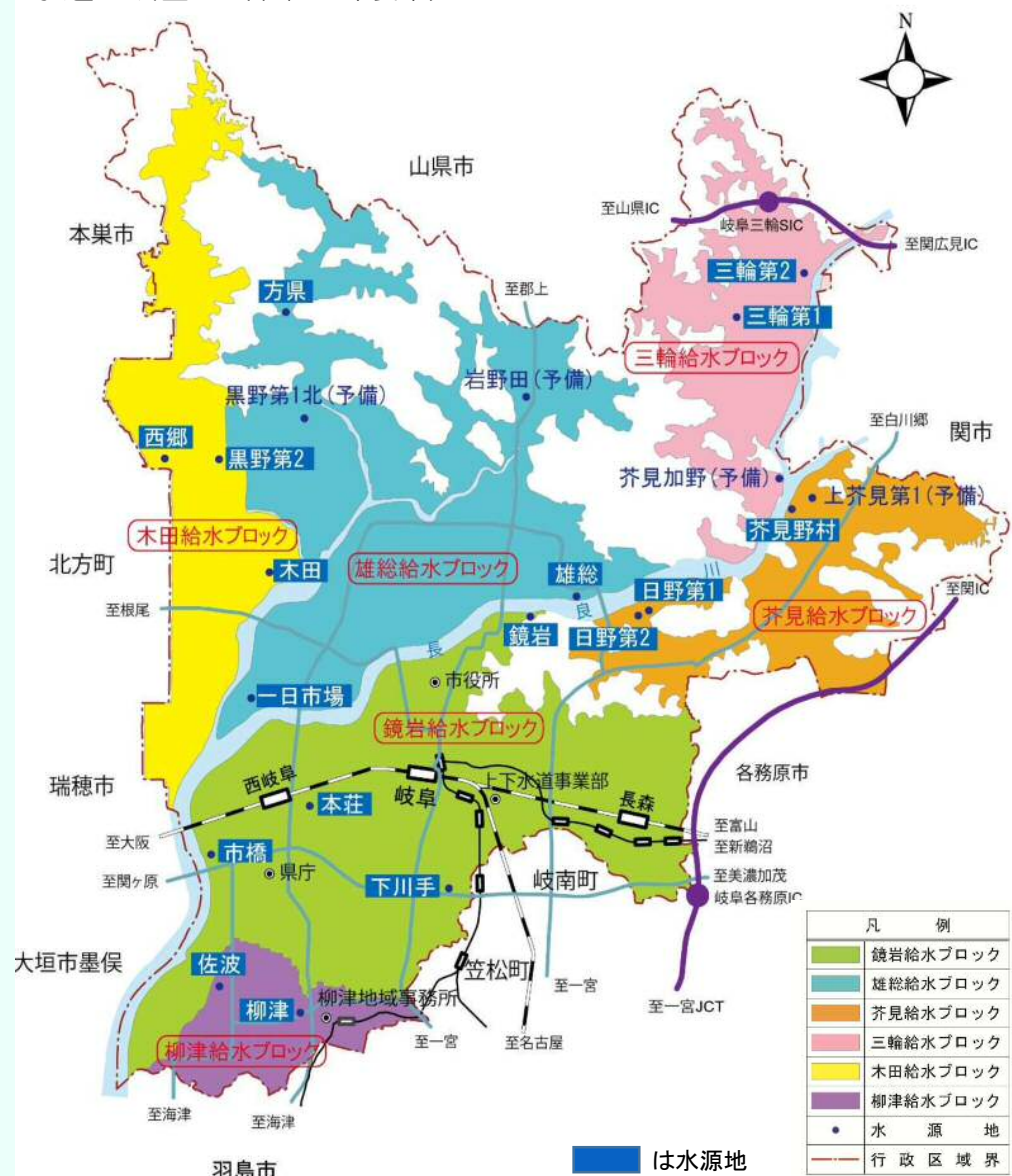 N
山県市
至山県IC
岐阜三輪SIC
至関広見IC
本巣市
三輪第2
方県
至郡上
三輪第1
三輪給水ブロック
岩野田(予備)
黒野第1北(予備)
至白川郷
関市
西郷
黒野第2
芥見加野(予備)
上芥見第1(予備)
芥見野村
木田給水ブロック
北方町
木田
雄総給水ブロック
雄総
川
至関IC
日野第1
至根尾
良
芥見給水ブロック
鏡岩
日野第2
長
市役所
一日市場
鏡岩給水ブロック
瑞穂市
各務原市
西岐阜
岐阜
上下水道事業部
長森
本荘
至富山
至大阪
至新鵜沼
市橋
県庁
至関ヶ原
下川手
岐南町
至美濃加茂
岐阜各務原IC
凡例
鏡岩給水ブロック
大垣市墨俣
佐波
笠松町
雄総給水ブロック
柳津
柳津地域事務所
至一宮
至一宮JCT
芥見給水ブロック
至一宮
至名古屋
三輪給水ブロック
柳津給水ブロック
木田給水ブロック
柳津給水ブロック
至海津
至海津
水源地
羽島市
は水源地
行政区域界